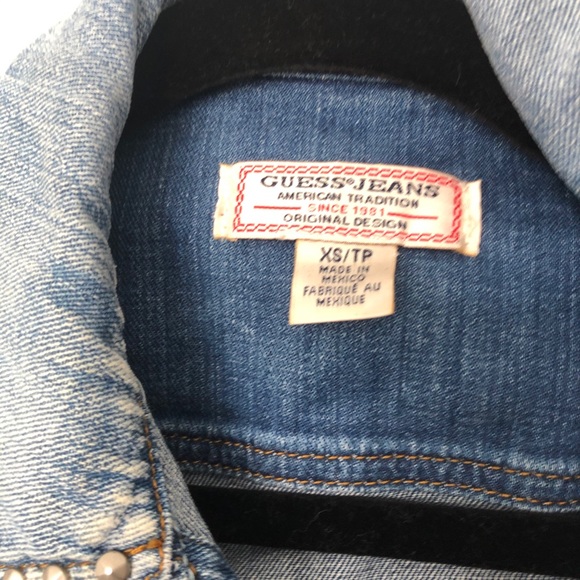 GUESS® JEANS
AMERICAN TRADITION
SINCE 1981
ORIGINAL DESIGN
XS/TP
MADE IN
MEXICO
FABRIQUÉ AU
MEXIQUE